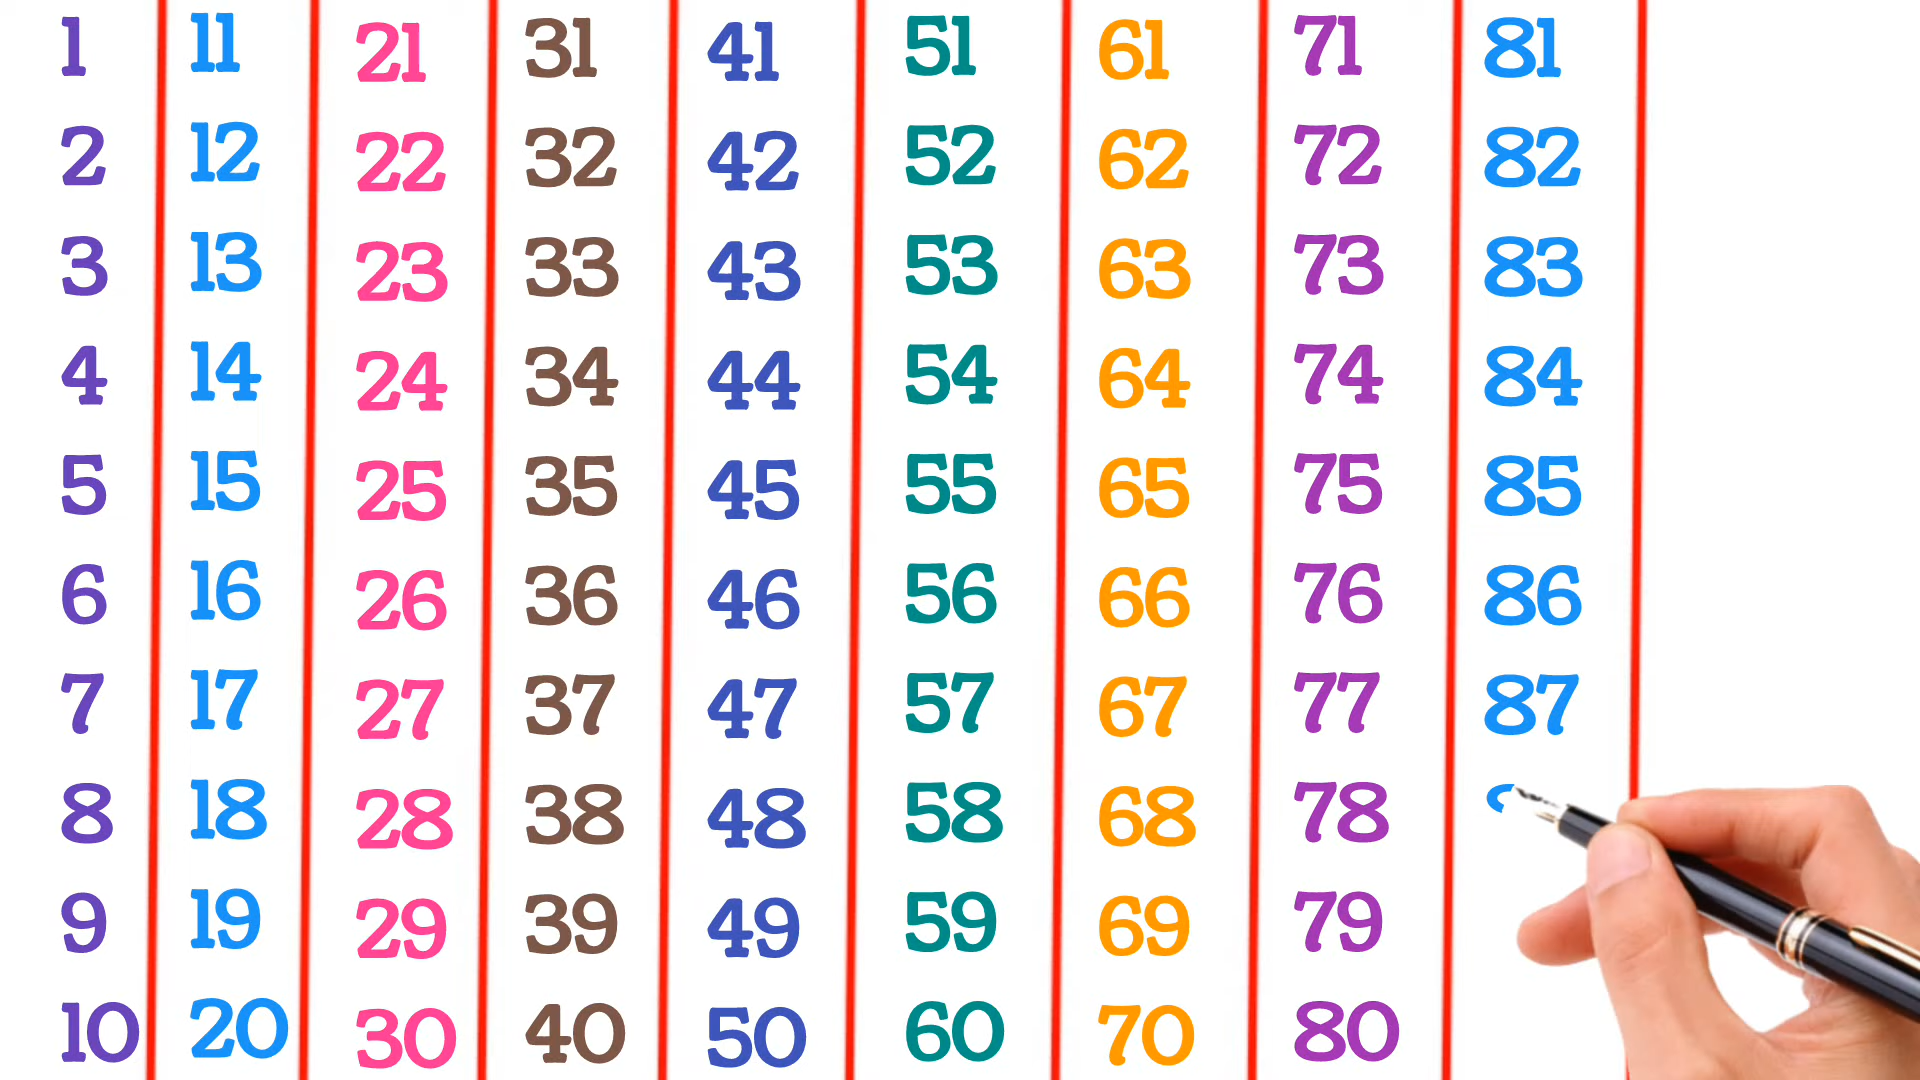 1 11 21 31 41 51 61 71 81
2 12 22 32 42 52 62 72 82
3 13 23 33 43 53 63 73 83
4 14 24 34 44 54 64 74 84
5 15 25 35 45 55 65 75 85
6 16 26 36 46 56 66 76 86
7 17 27 37 47 57 67 77 87
8 18 28 38 48 58 68 78
9 19 29 39 49 59 69 79
10 20 30 40 50 60 70 80